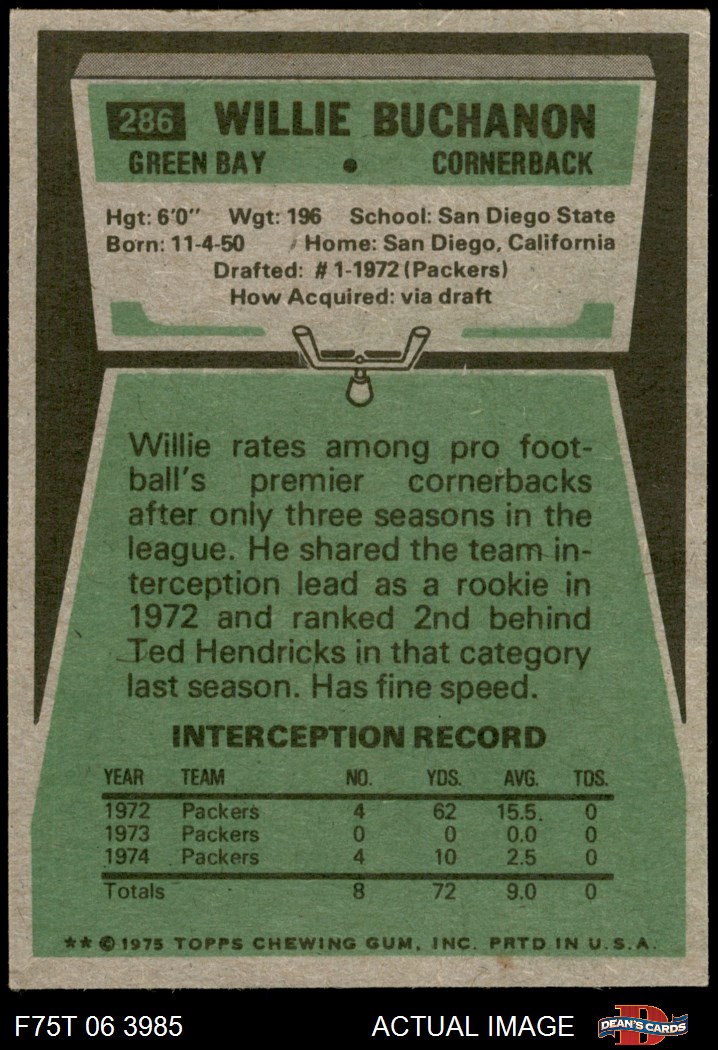 286 WILLIE BUCHANON
GREEN BAY • CORNERBACK
Hgt: 6'0" Wgt: 196 School: San Diego State
Born: 11-4-50 Home: San Diego, California
Drafted: #1-1972 (Packers)
How Acquired: via draft
Willie rates among pro foot-
ball's premier cornerbacks
after only three seasons in the
league. He shared the team in-
terception lead as a rookie in
1972 and ranked 2nd behind
Ted Hendricks in that category
last season. Has fine speed.
INTERCEPTION RECORD
YEAR TEAM NO. YDS. AVG. TDS.
1972 Packers 4 62 15.5 0
1973 Packers 0 0 0.0 0
1974 Packers 4 10 2.5 0
Totals 8 72 9.0 0
** © 1975 TOPPS CHEWING GUM, INC. PRTD IN U.S.A.
F75T 06 3985 ACTUAL IMAGE D DEAN'S CARDS